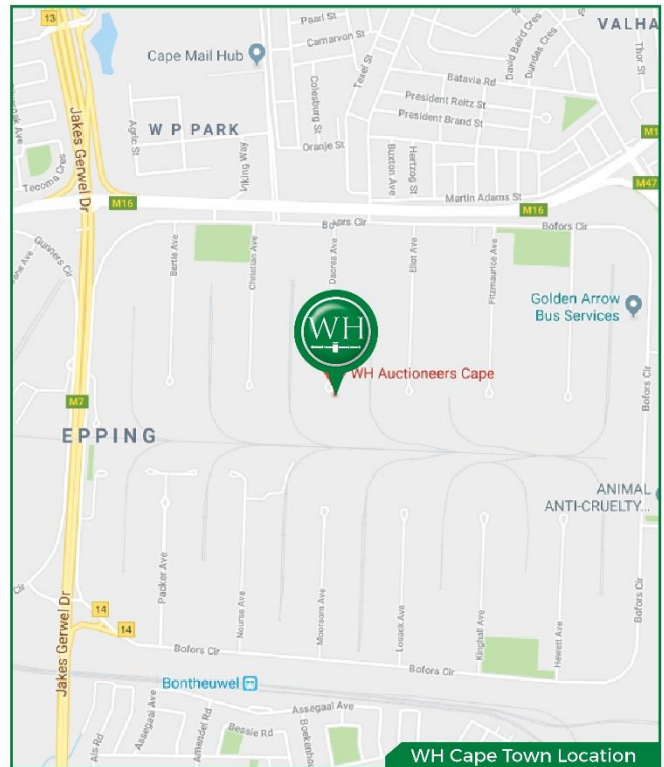 13
Paarl St
VALHA
Cape Mail Hub
Carnarvon St
Colesburg St
Texel St
David Baird Cres
Dundas Cres
Thor St
Batavia Rd
President Reitz St
President Brand St
Jakes Gerwel Dr
Agric St
W P PARK
Viking Way
Oranje St
Buxton Ave
Hertzog St
M1
Tecoma Cres
M47
Martin Adams St
M16
M16
Bofors Cir
Bofors Cir
Gunners Cir
Bertie Ave
Christian Ave
Dacres Ave
Eliot Ave
Fitzmaurice Ave
Golden Arrow
Bus Services
WH
WH Auctioneers Cape
Bofors Cir
M7
EPPING
ANIMAL
ANTI-CRUELTY...
Packer Ave
Nourse Ave
Moorsom Ave
Losack Ave
Kinghall Ave
Hewett Ave
Bofors Cir
Cir
14
14
Jakes Gerwel Dr
Bofors Cir
Bofors Cir
Bontheuwel
Assegaai Ave
Assegaai Ave
Als Rd
Amandel Rd
Bessie Rd
WH Cape Town Location